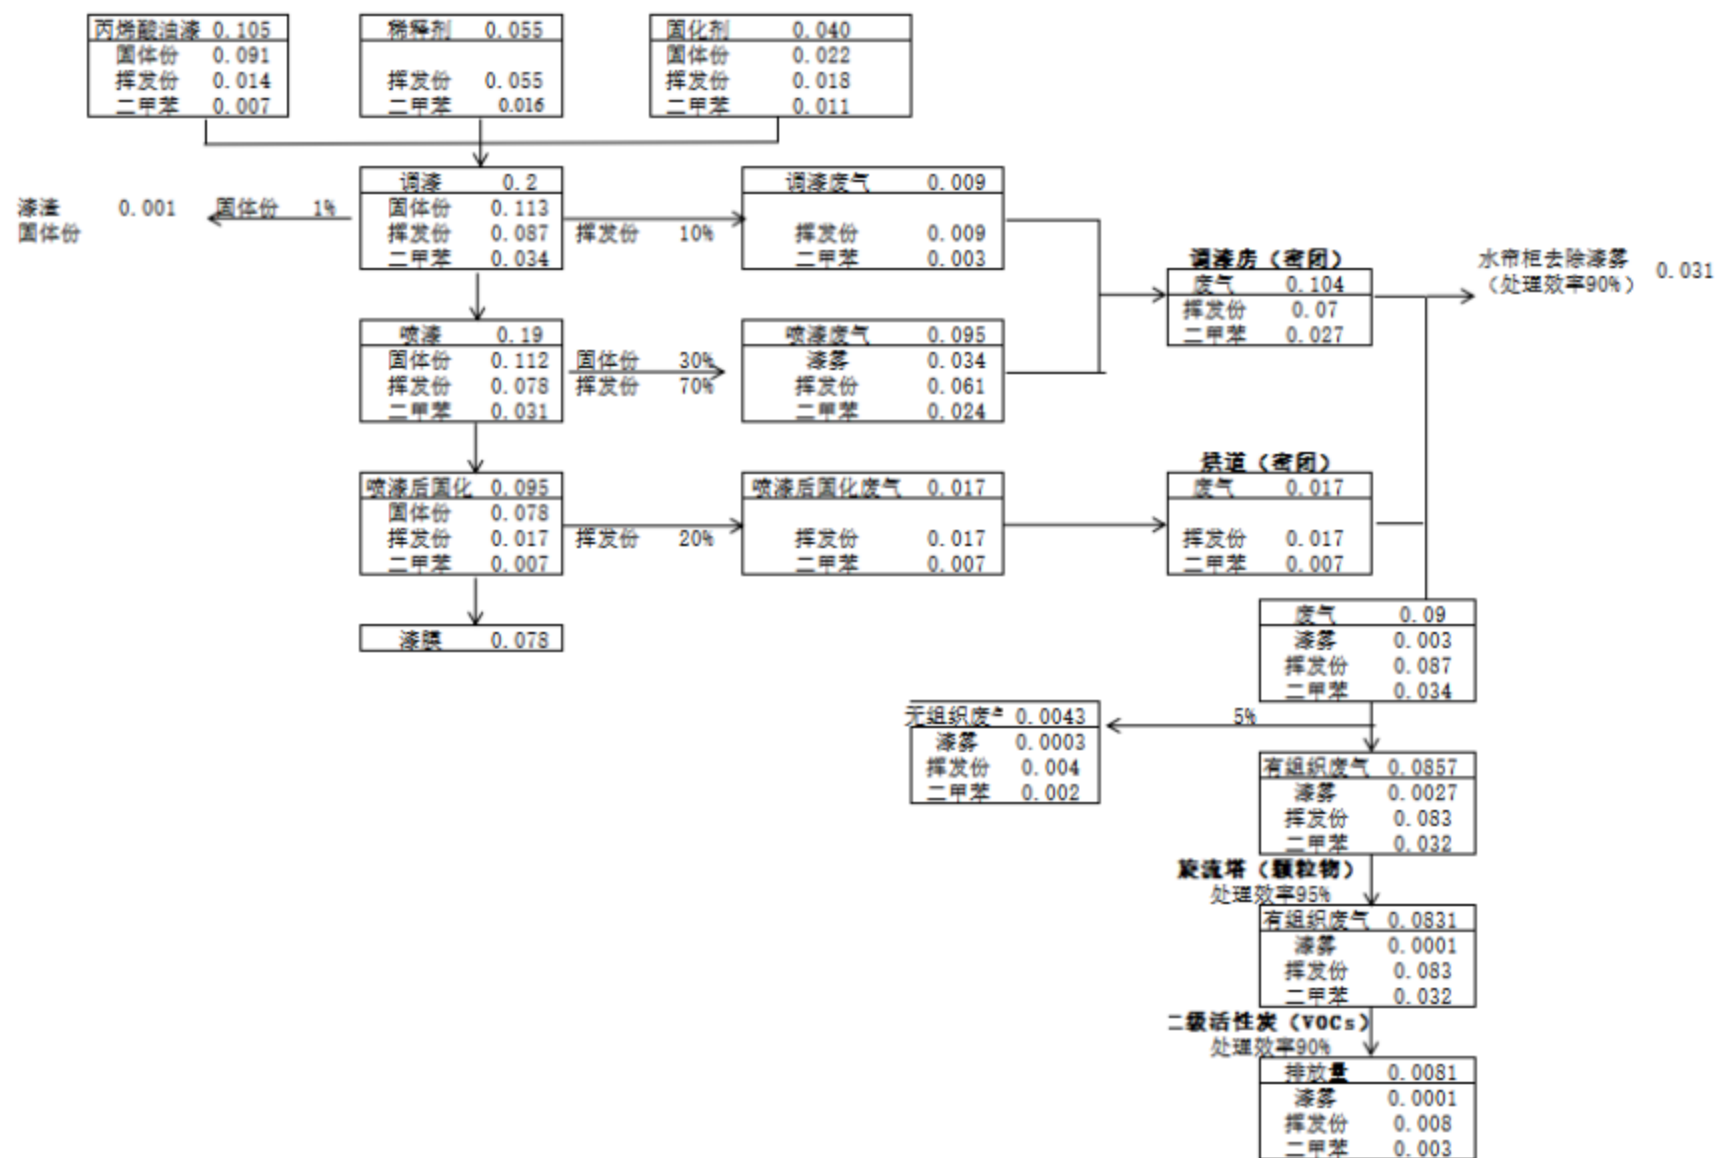 丙烯酸油漆 0.105
固体份 0.091
挥发份 0.014
二甲苯 0.007
稀释剂 0.055
挥发份 0.055
二甲苯 0.016
固化剂 0.040
固体份 0.022
挥发份 0.018
二甲苯 0.011
调漆 0.2
固体份 0.113
挥发份 0.087
二甲苯 0.034
漆渣 0.001
固体份
固体份 1%
挥发份 10%
调漆废气 0.009
挥发份 0.009
二甲苯 0.003
调漆房（密闭）
废气 0.104
挥发份 0.07
二甲苯 0.027
水帘柜去除漆雾 0.031
（处理效率90%）
喷漆 0.19
固体份 0.112
挥发份 0.078
二甲苯 0.031
固体份 30%
挥发份 70%
喷漆废气 0.095
漆雾 0.034
挥发份 0.061
二甲苯 0.024
喷漆后固化 0.095
固体份 0.078
挥发份 0.017
二甲苯 0.007
挥发份 20%
喷漆后固化废气 0.017
挥发份 0.017
二甲苯 0.007
烘道（密闭）
废气 0.017
挥发份 0.017
二甲苯 0.007
漆膜 0.078
废气 0.09
漆雾 0.003
挥发份 0.087
二甲苯 0.034
5%
无组织废 0.0043
漆雾 0.0003
挥发份 0.004
二甲苯 0.002
有组织废气 0.0857
漆雾 0.0027
挥发份 0.083
二甲苯 0.032
旋流塔（颗粒物）
处理效率95%
有组织废气 0.0831
漆雾 0.0001
挥发份 0.083
二甲苯 0.032
二级活性炭（VOCs）
处理效率90%
排放量 0.0081
漆雾 0.0001
挥发份 0.008
二甲苯 0.003